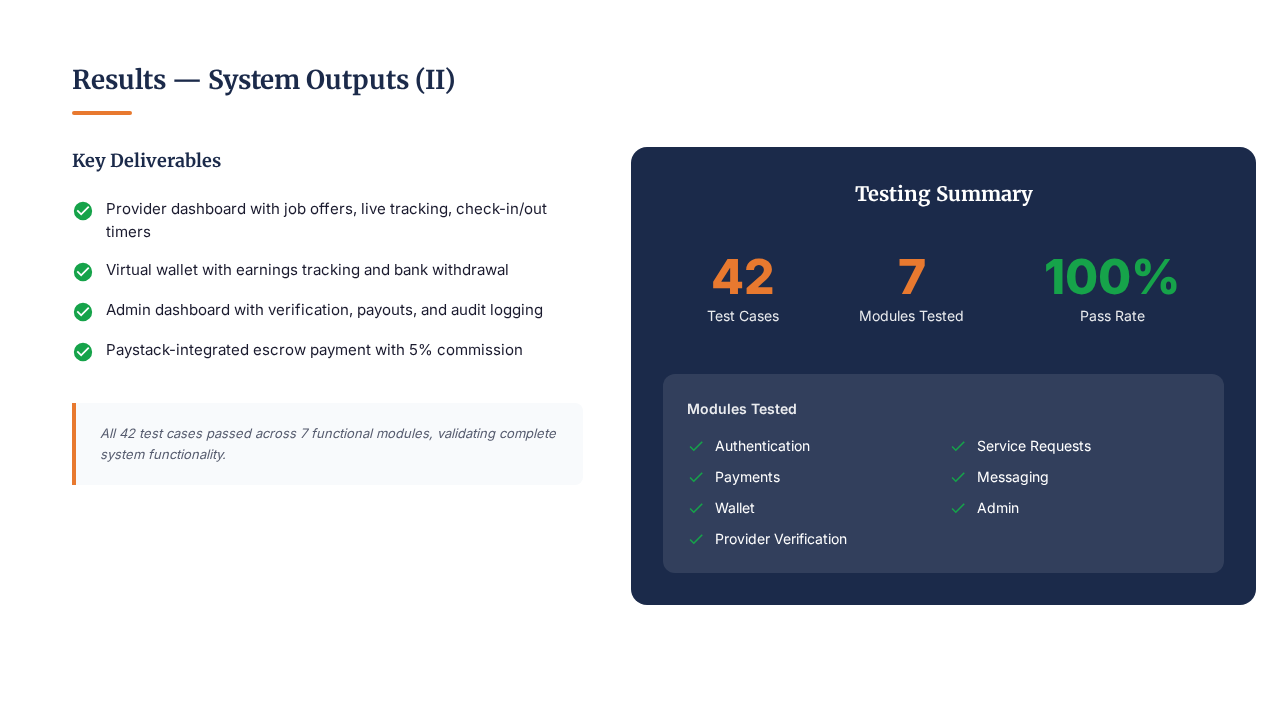 Results — System Outputs (II)
Key Deliverables
Provider dashboard with job offers, live tracking, check-in/out
timers
Virtual wallet with earnings tracking and bank withdrawal
Admin dashboard with verification, payouts, and audit logging
Paystack-integrated escrow payment with 5% commission
All 42 test cases passed across 7 functional modules, validating complete
system functionality.
Testing Summary
42
Test Cases
7
Modules Tested
100%
Pass Rate
Modules Tested
Authentication
Service Requests
Payments
Messaging
Wallet
Admin
Provider Verification